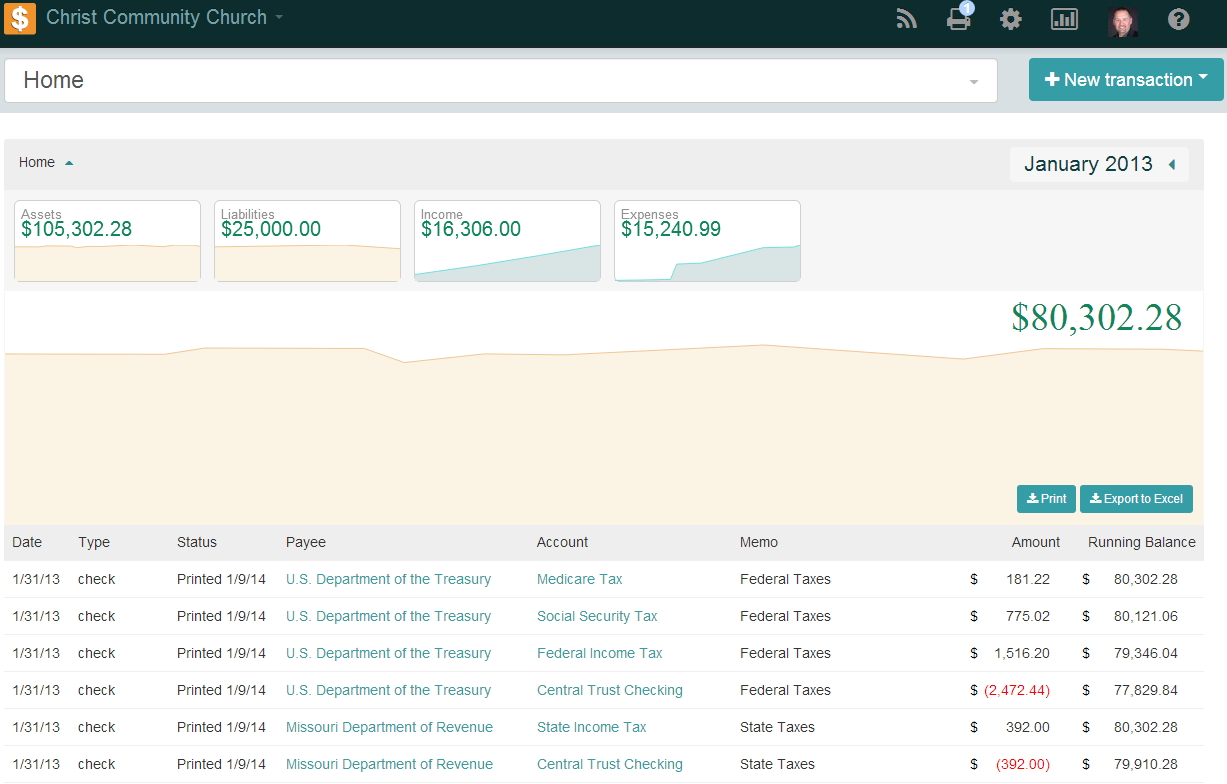 $ Christ Community Church 1 ?
Home + New transaction
Home January 2013
Assets Liabilities Income Expenses
$105,302.28 $25,000.00 $16,306.00 $15,240.99
$80,302.28
Print Export to Excel
Date Type Status Payee Account Memo Amount Running Balance
1/31/13 check Printed 1/9/14 U.S. Department of the Treasury Medicare Tax Federal Taxes $ 181.22 $ 80,302.28
1/31/13 check Printed 1/9/14 U.S. Department of the Treasury Social Security Tax Federal Taxes $ 775.02 $ 80,121.06
1/31/13 check Printed 1/9/14 U.S. Department of the Treasury Federal Income Tax Federal Taxes $ 1,516.20 $ 79,346.04
1/31/13 check Printed 1/9/14 U.S. Department of the Treasury Central Trust Checking Federal Taxes $ (2,472.44) $ 77,829.84
1/31/13 check Printed 1/9/14 Missouri Department of Revenue State Income Tax State Taxes $ 392.00 $ 80,302.28
1/31/13 check Printed 1/9/14 Missouri Department of Revenue Central Trust Checking State Taxes $ (392.00) $ 79,910.28